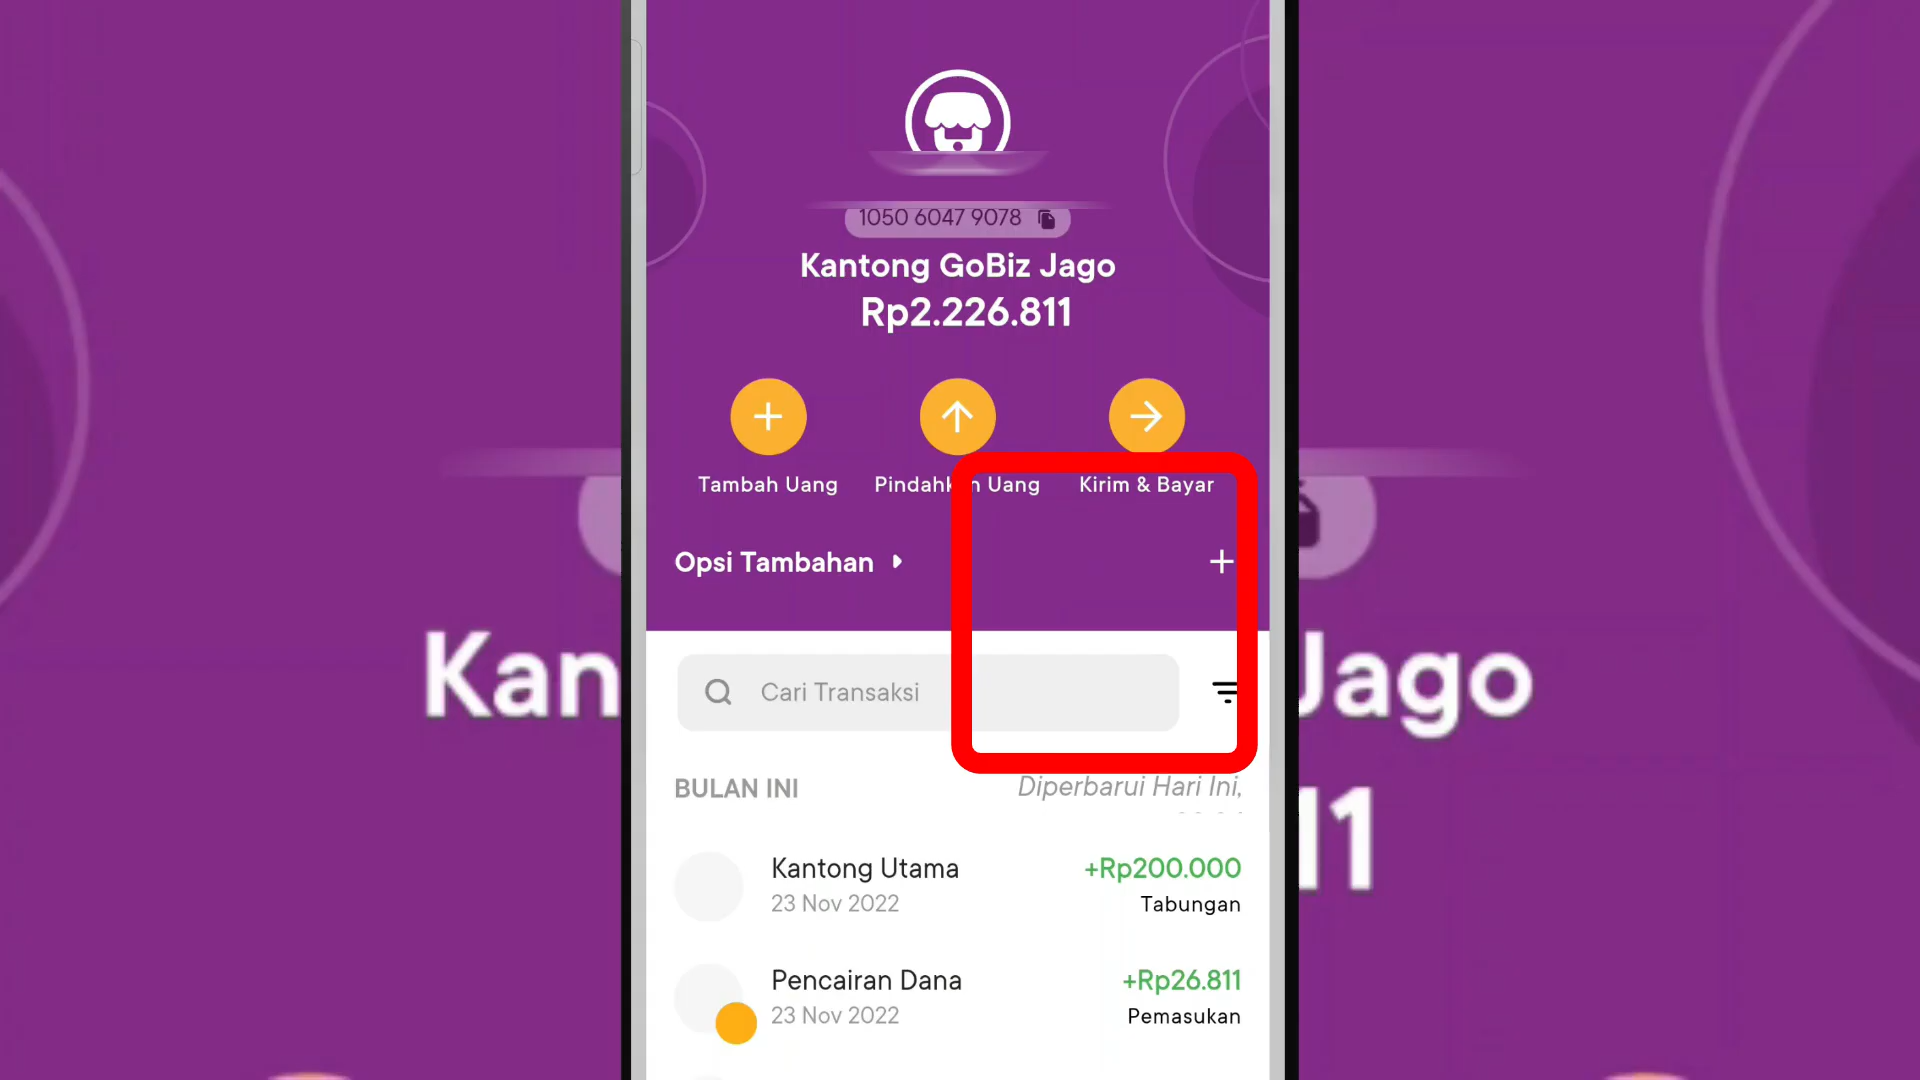 1050 6047 9078
Kantong GoBiz Jago
Rp2.226.811
Tambah Uang
Pindahkan Uang
Kirim & Bayar
Opsi Tambahan
Cari Transaksi
BULAN INI
Diperbarui Hari Ini,
Kantong Utama
+Rp200.000
23 Nov 2022
Tabungan
Pencairan Dana
+Rp26.811
23 Nov 2022
Pemasukan
Kan
Jago
11